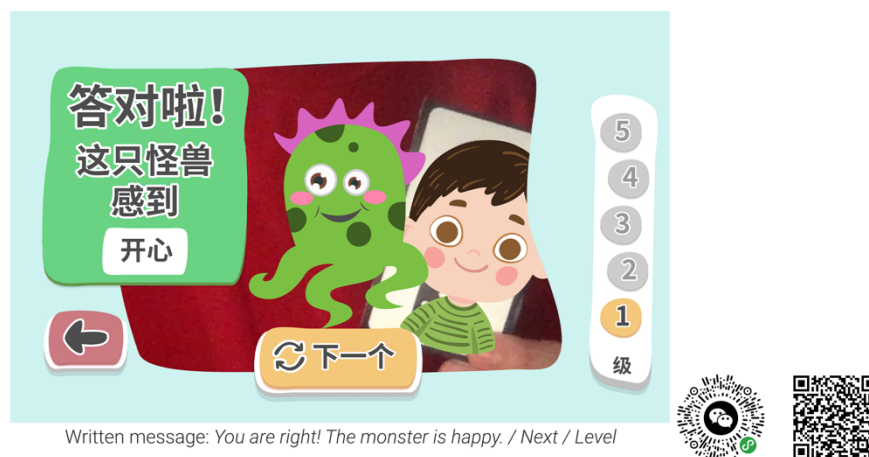 答对啦！
这只怪兽
感到
开心
下一个
5
4
3
2
1
级
Written message: You are right! The monster is happy. / Next / Level